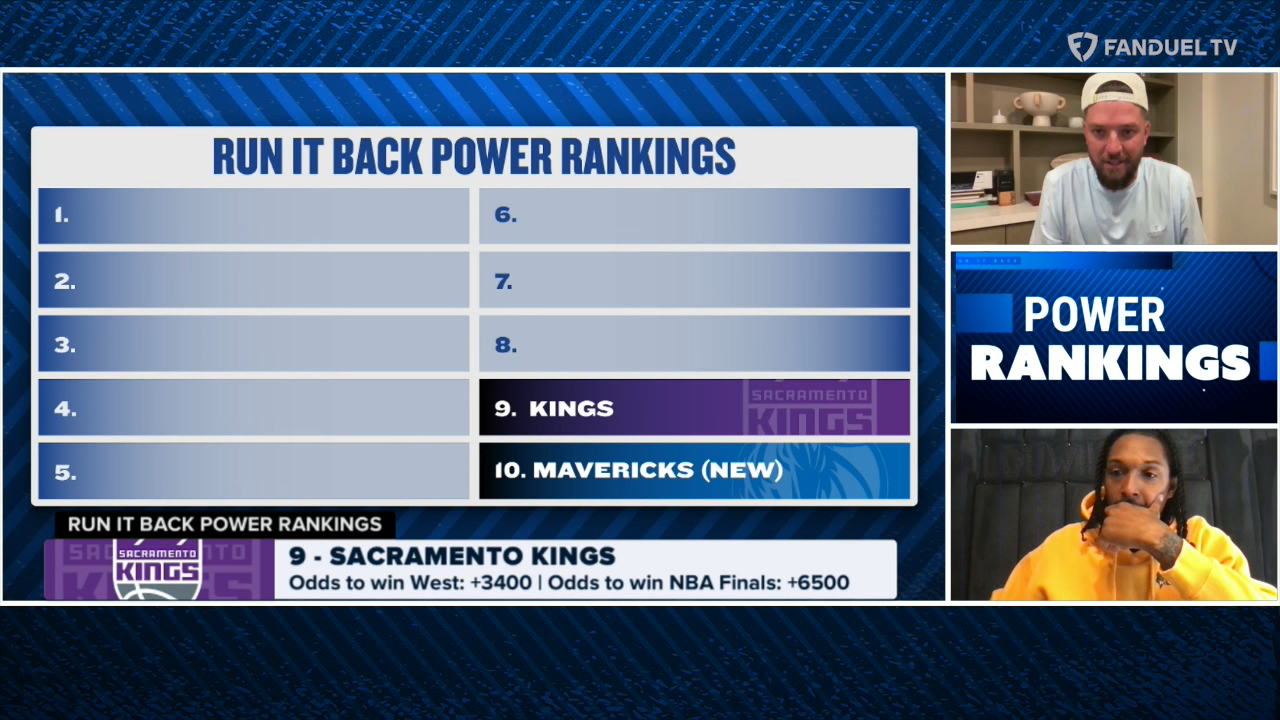 FANDUEL TV
RUN IT BACK POWER RANKINGS
1.
2.
3.
4.
5.
6.
7.
8.
9. KINGS
SACRAMENTO
KINGS
10. MAVERICKS (NEW)
RUN IT BACK POWER RANKINGS
SACRAMENTO
KINGS
9 - SACRAMENTO KINGS
Odds to win West: +3400 | Odds to win NBA Finals: +6500
POWER
RANKINGS